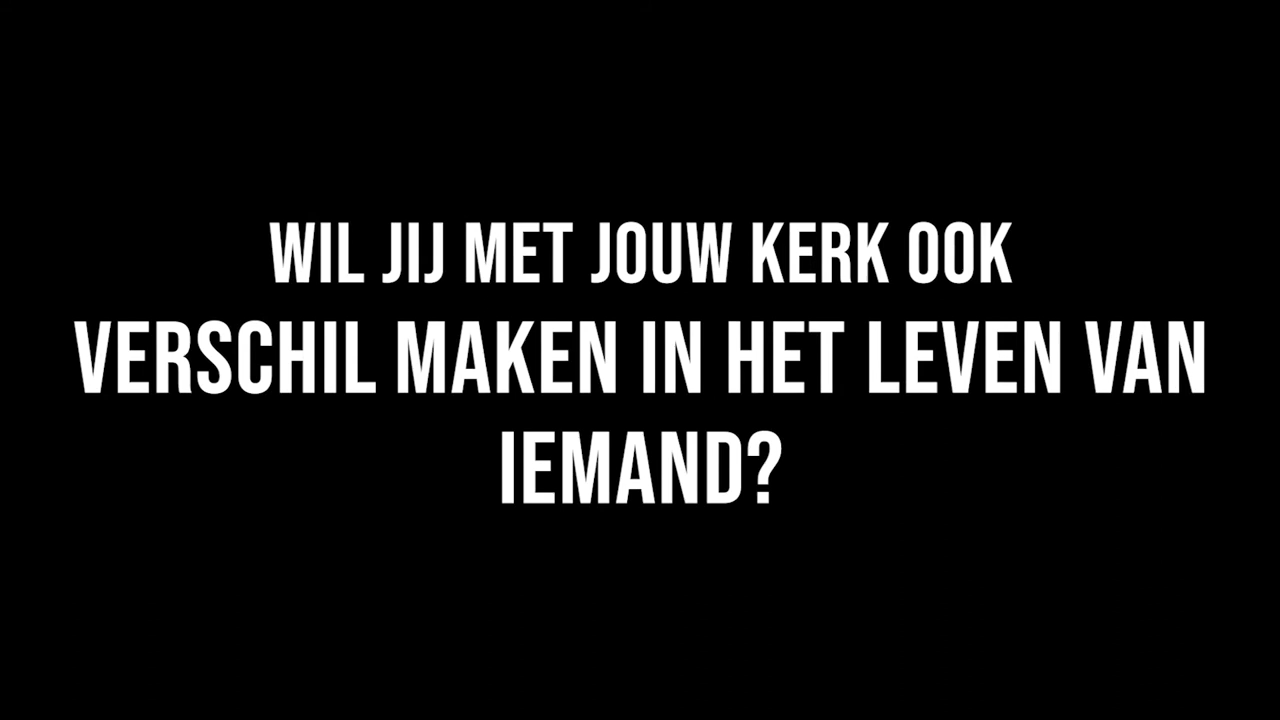 WIL JIJ MET JOUW KERK OOK
VERSCHIL MAKEN IN HET LEVEN VAN
IEMAND?